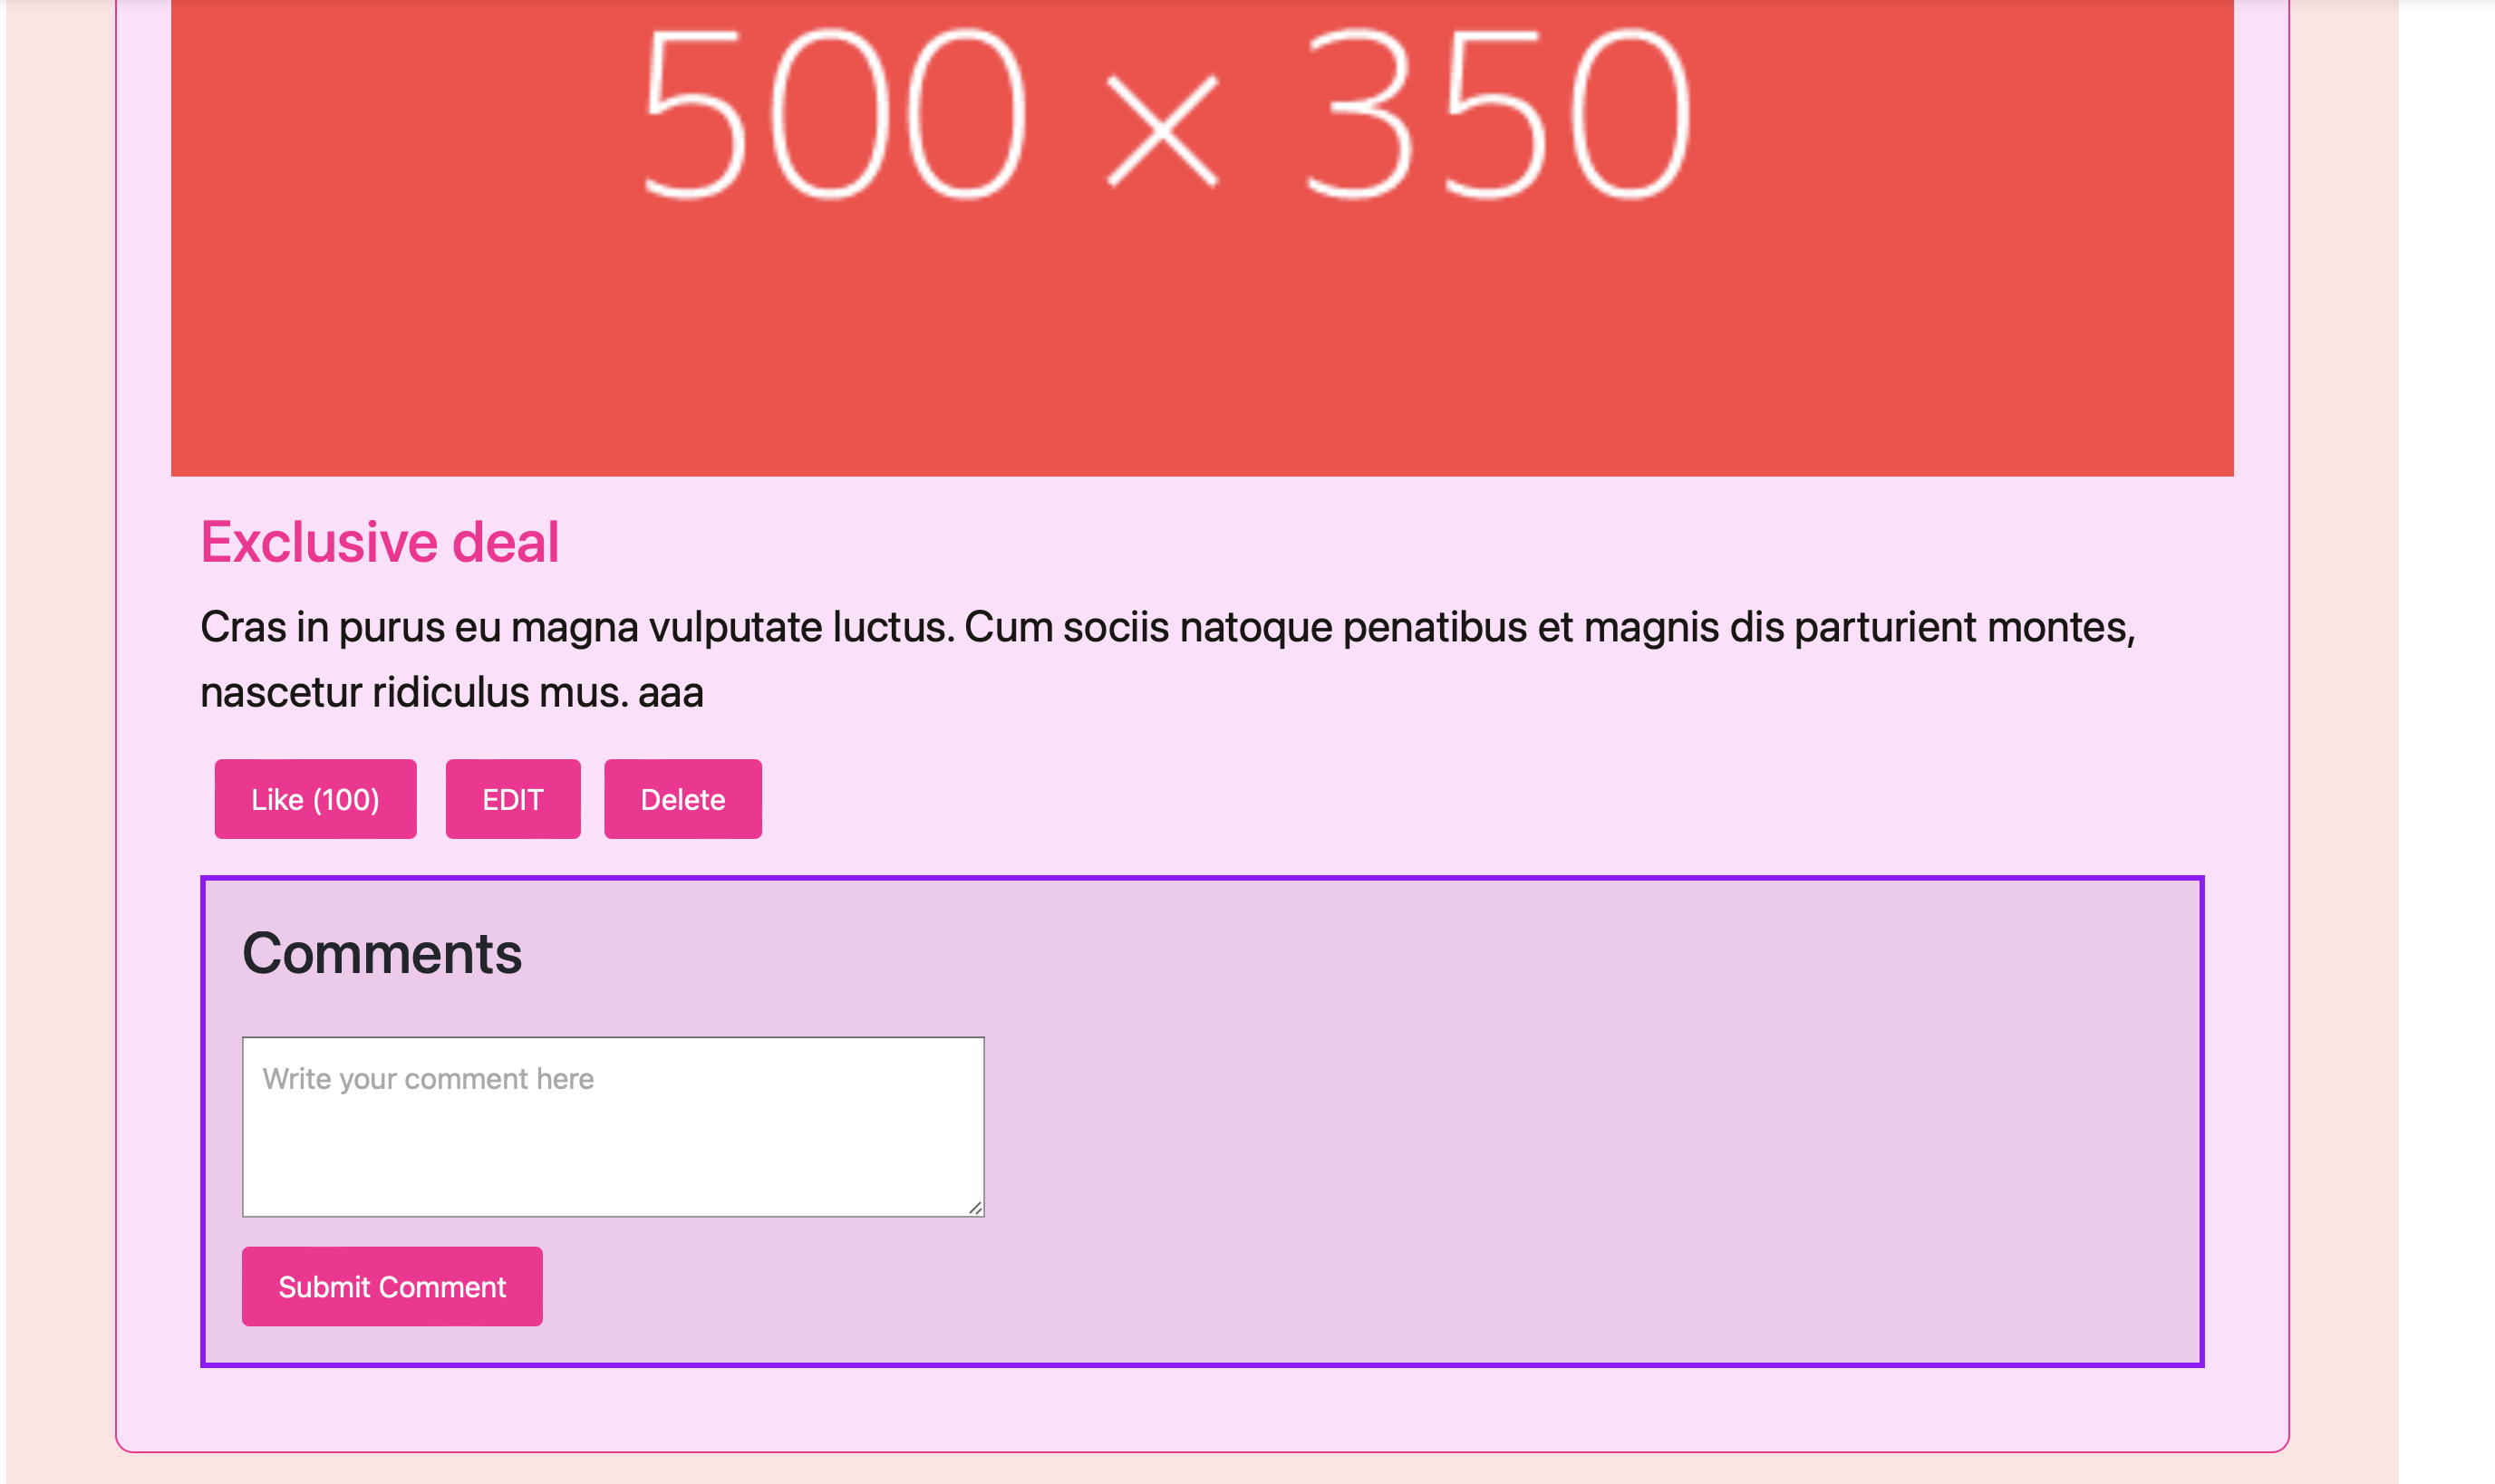 500 × 350
Exclusive deal
Cras in purus eu magna vulputate luctus. Cum sociis natoque penatibus et magnis dis parturient montes,
nascetur ridiculus mus. aaa
Like (100) EDIT Delete
Comments
Write your comment here
Submit Comment